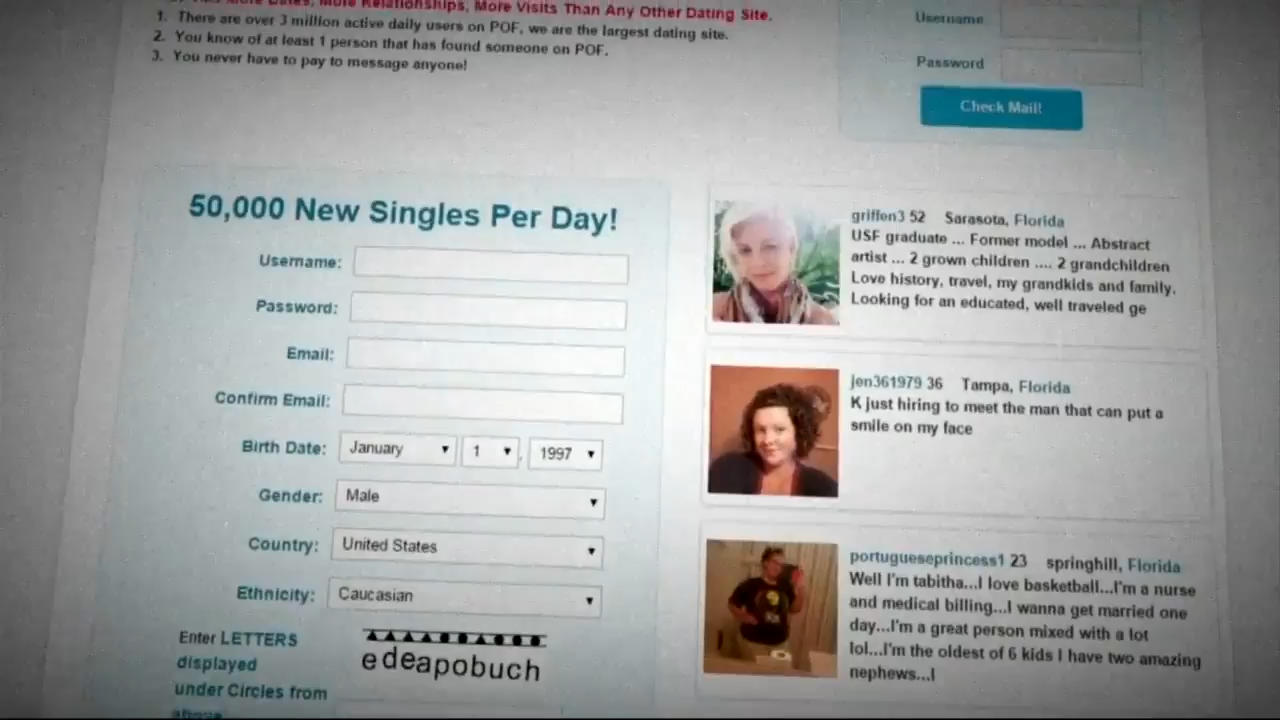 More Relationships, More Visits Than Any Other Dating Site.
1. There are over 3 million active daily users on POF, we are the largest dating site.
2. You know of at least 1 person that has found someone on POF.
3. You never have to pay to message anyone!
Username
Password
Check Mail!
50,000 New Singles Per Day!
Username:
Password:
Email:
Confirm Email:
Birth Date: January 1 , 1997
Gender: Male
Country: United States
Ethnicity: Caucasian
Enter LETTERS
displayed
under Circles from
above
edeapobuch
griffen3 52 Sarasota, Florida
USF graduate ... Former model ... Abstract
artist ... 2 grown children .... 2 grandchildren
Love history, travel, my grandkids and family.
Looking for an educated, well traveled ge
jen361979 36 Tampa, Florida
K just hiring to meet the man that can put a
smile on my face
portugueseprincess1 23 springhill, Florida
Well I'm tabitha...I love basketball...I'm a nurse
and medical billing...I wanna get married one
day...I'm a great person mixed with a lot
lol...I'm the oldest of 6 kids I have two amazing
nephews...I